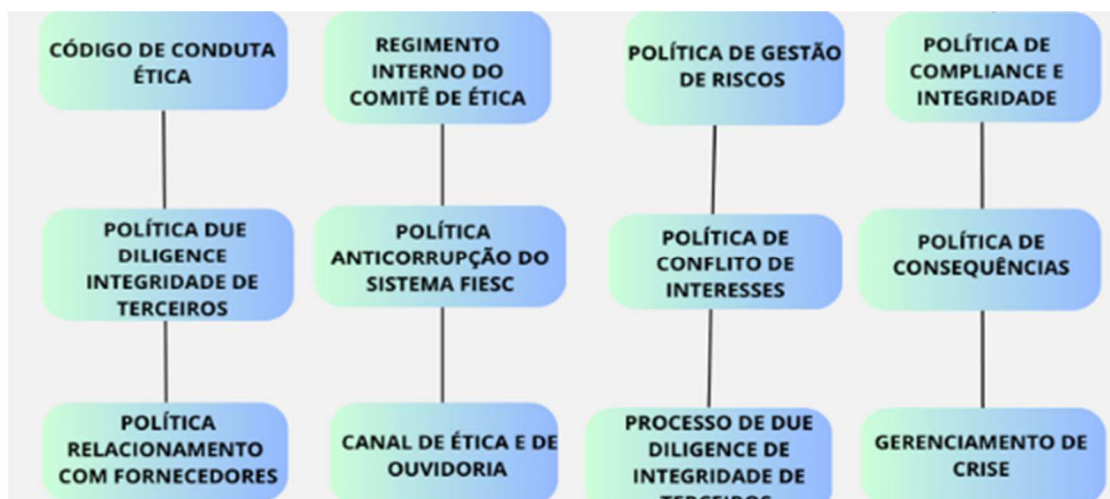 CÓDIGO DE CONDUTA
ÉTICA
REGIMENTO
INTERNO DO
COMITÊ DE ÉTICA
POLÍTICA DE GESTÃO
DE RISCOS
POLÍTICA DE
COMPLIANCE E
INTEGRIDADE
POLÍTICA DUE
DILIGENCE
INTEGRIDADE DE
TERCEIROS
POLÍTICA
ANTICORRUPÇÃO DO
SISTEMA FIESC
POLÍTICA DE
CONFLITO DE
INTERESSES
POLÍTICA DE
CONSEQUÊNCIAS
POLÍTICA
RELACIONAMENTO
COM FORNECEDORES
CANAL DE ÉTICA E DE
OUVIDORIA
PROCESSO DE DUE
DILIGENCE DE
INTEGRIDADE DE
TERCEIROS
GERENCIAMENTO DE
CRISE